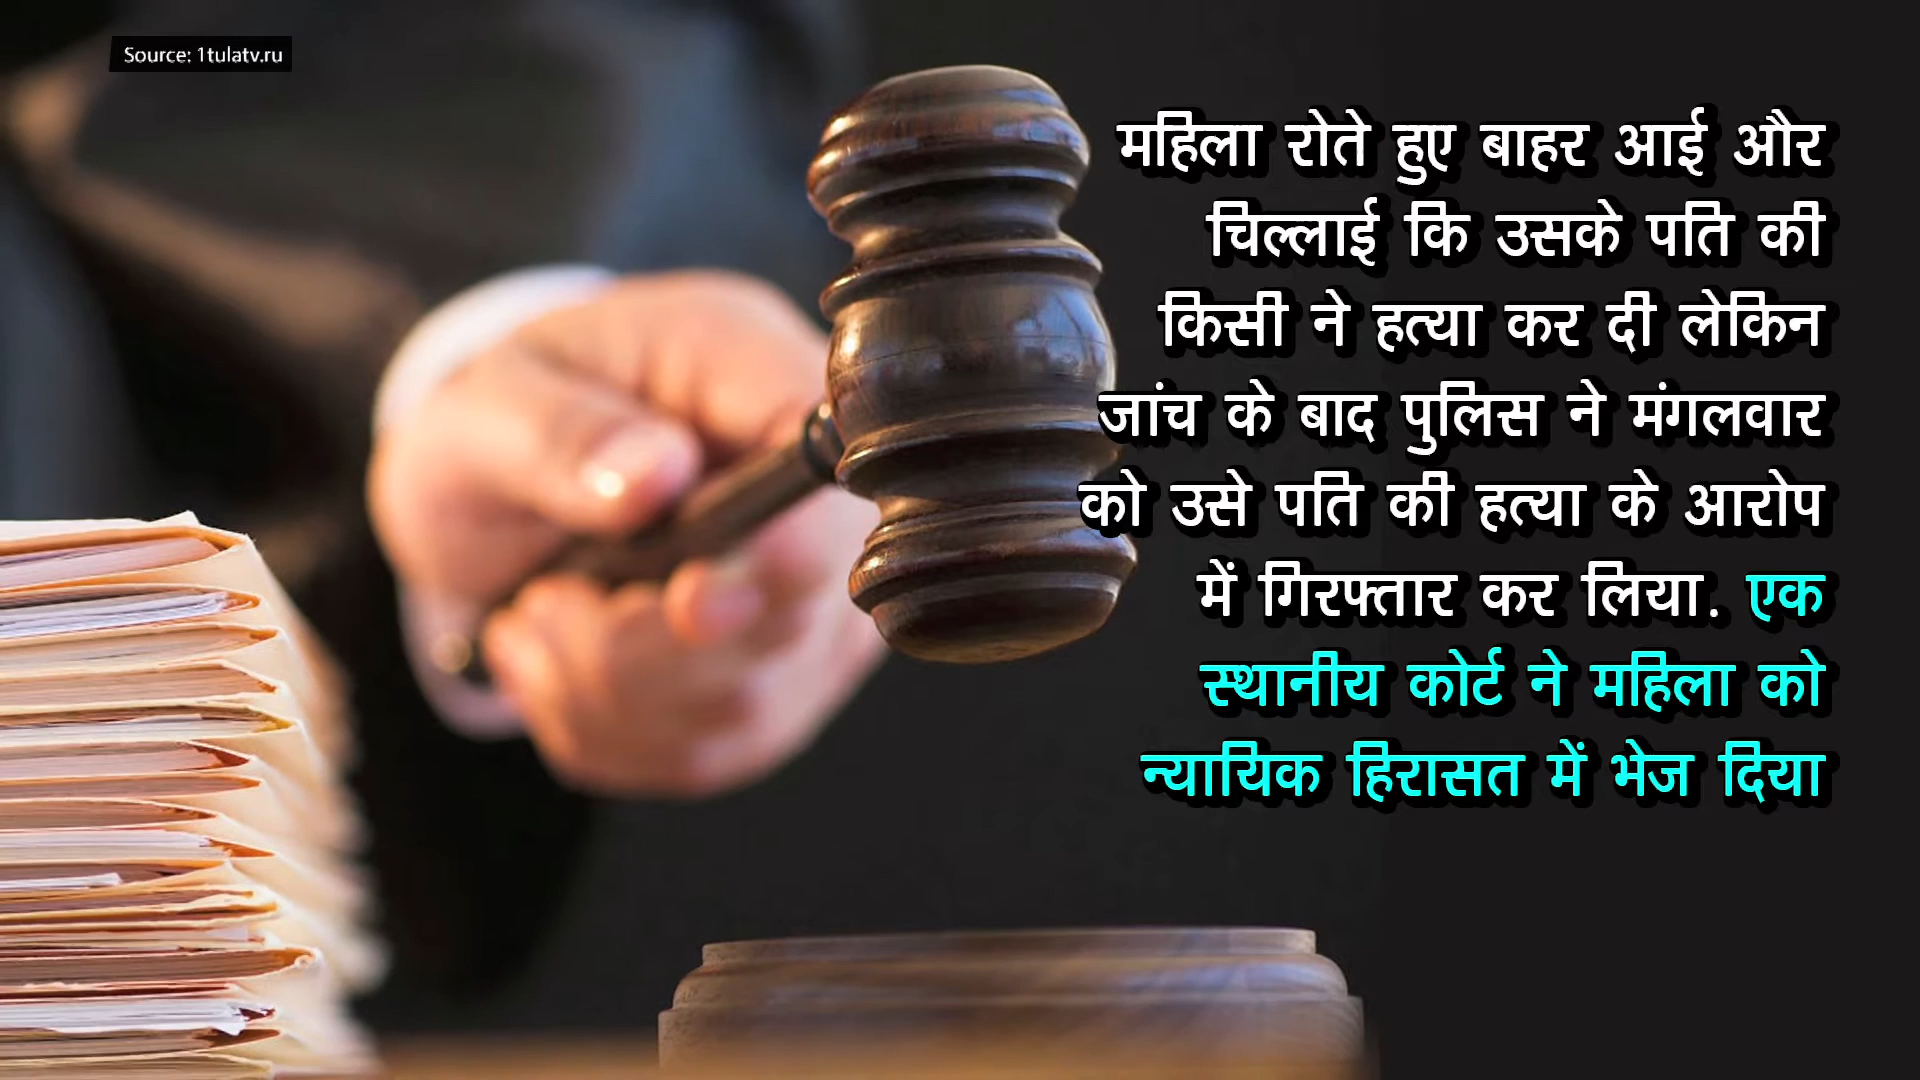 Source: 1tulatv.ru
महिला रोते हुए बाहर आई और
चिल्लाई कि उसके पति की
किसी ने हत्या कर दी लेकिन
जांच के बाद पुलिस ने मंगलवार
को उसे पति की हत्या के आरोप
में गिरफ्तार कर लिया. एक
स्थानीय कोर्ट ने महिला को
न्यायिक हिरासत में भेज दिया